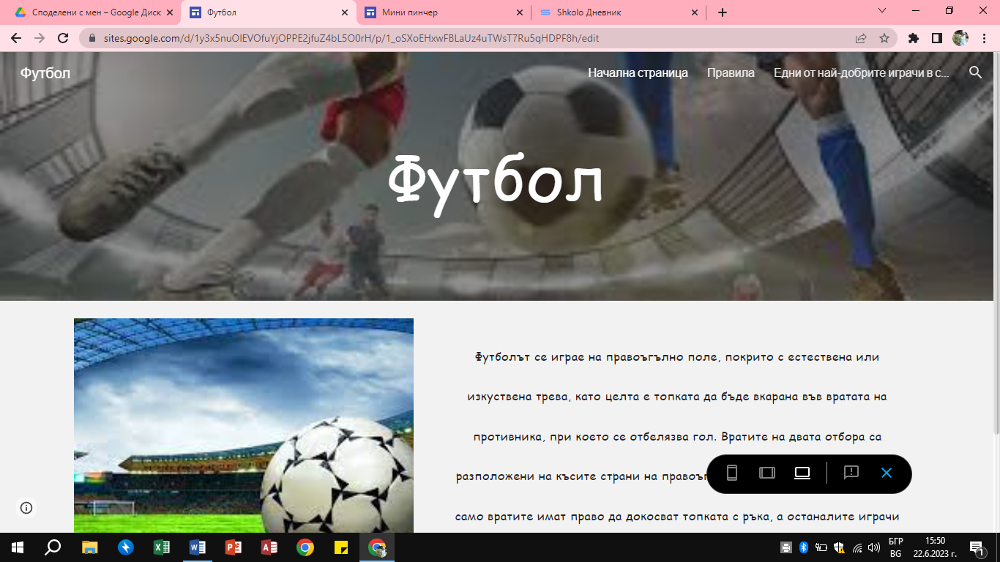 Споделени с мен – Google Диск
Футбол
Мини пинчер
Shkolo Дневник
sites.google.com/d/1y3x5nuOIEVOfuYjOPPE2jfuZ4bL5O0rH/p/1_oSXoEHxwFBLaUz4uTWsT7Ru5qHDPF8h/edit
Футбол
Начална страница
Правила
Едни от най-добрите играчи в с...
Футбол
Футболът се играе на правоъгълно поле, покрито с естествена или
изкуствена трева, като целта е топката да бъде вкарана във вратата на
противника, при което се отбелязва гол. Вратите на двата отбора са
разположени на късите страни на
само вратите имат право да докосват топката с ръка, а останалите играчи
БГР
BG
15:50
22.6.2023 г.
1